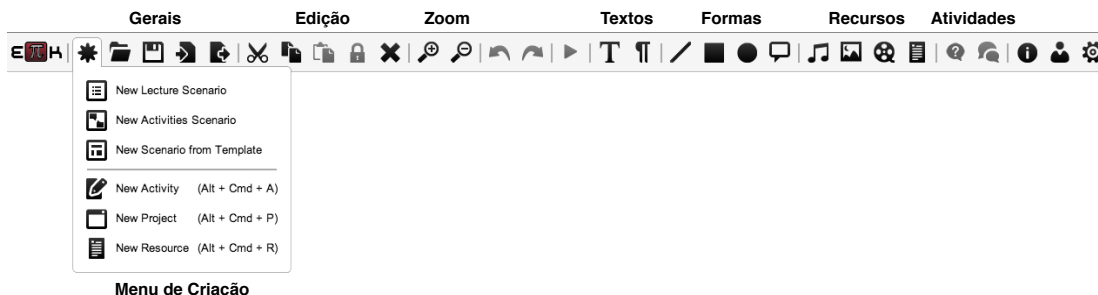 Gerais Edição Zoom Textos Formas Recursos Atividades
επK T ¶
New Lecture Scenario
New Activities Scenario
New Scenario from Template
New Activity (Alt + Cmd + A)
New Project (Alt + Cmd + P)
New Resource (Alt + Cmd + R)
Menu de Criação